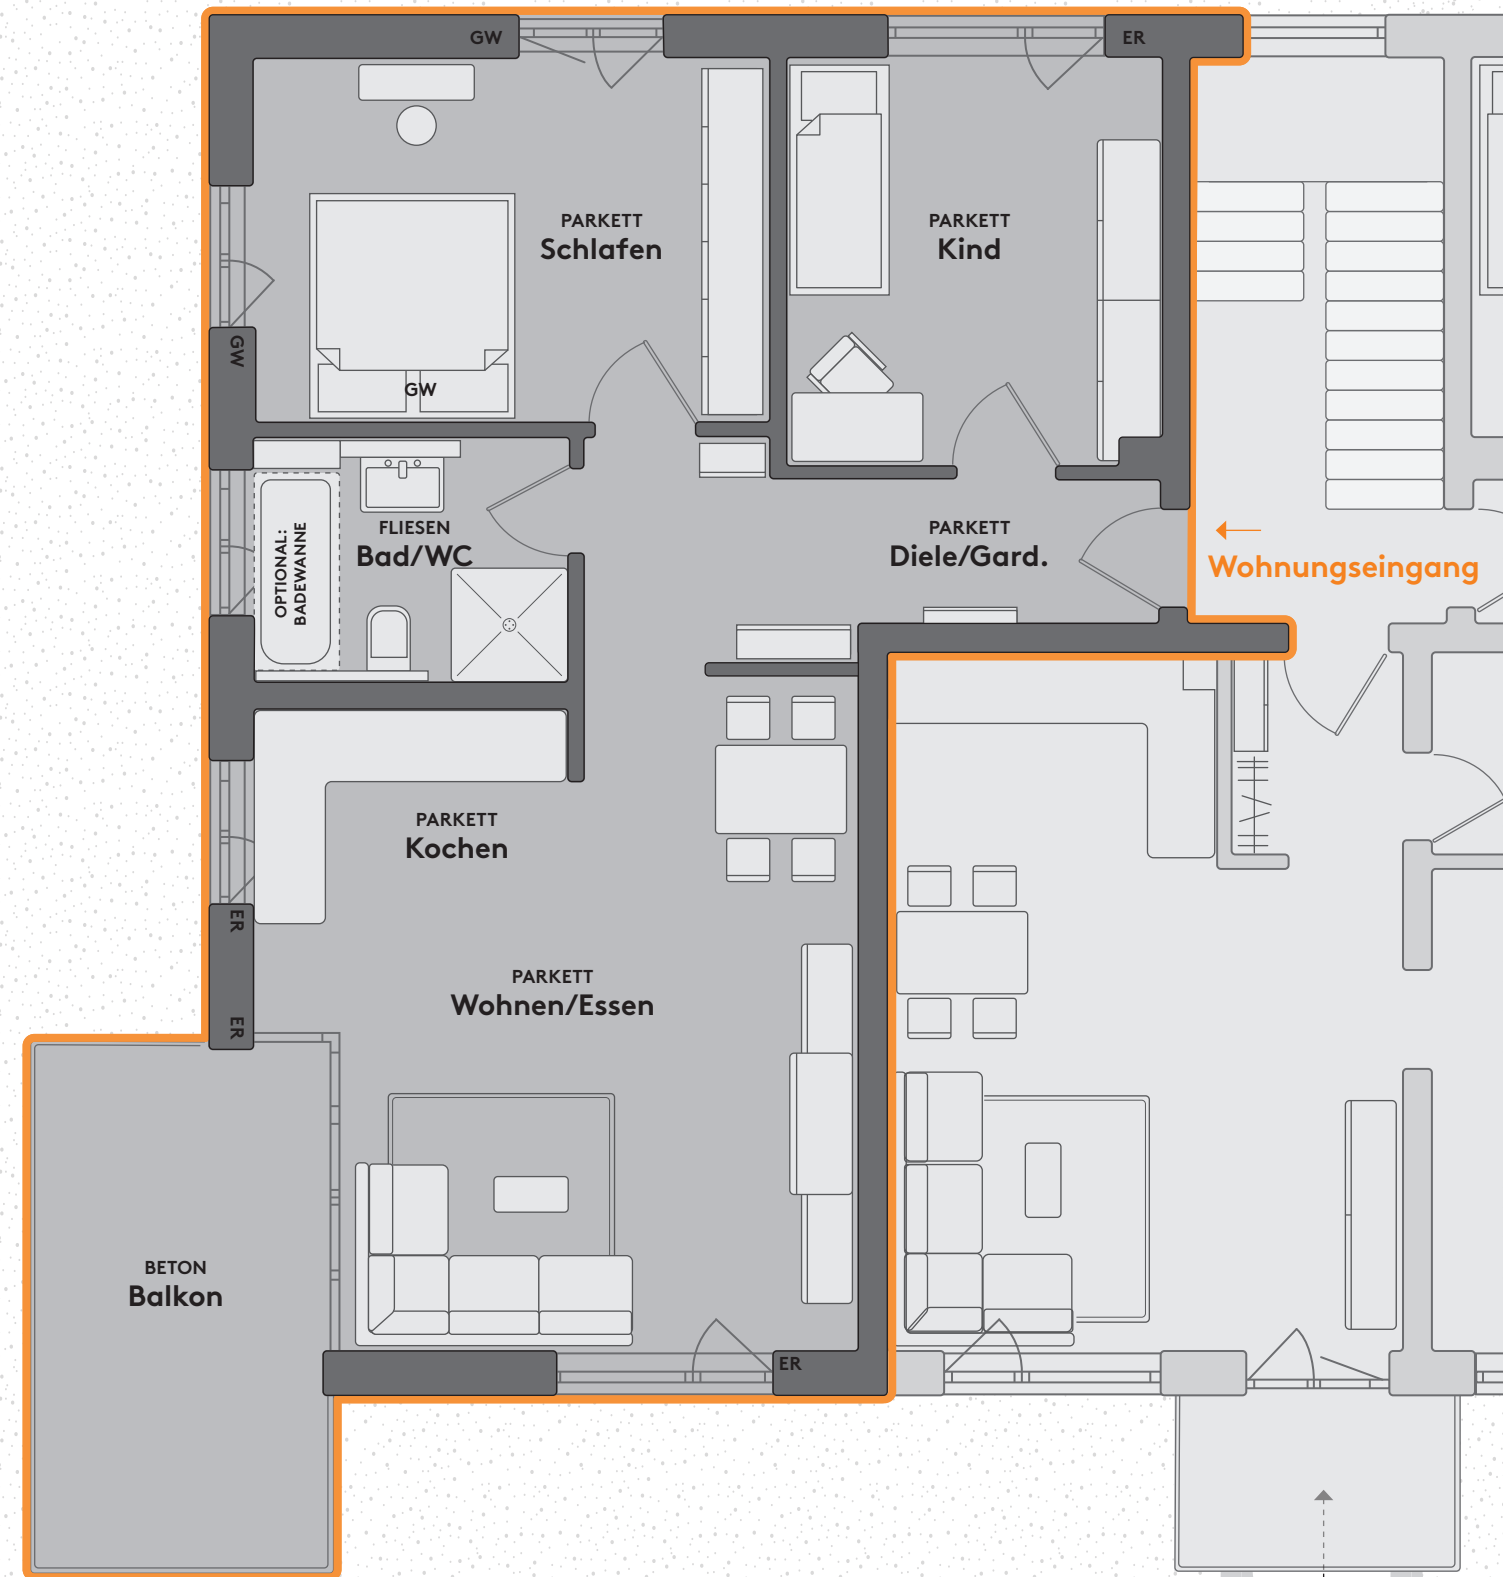 GW
ER
PARKETT
Schlafen
PARKETT
Kind
GW
GW
FLIESEN
Bad/WC
OPTIONAL:
BADEWANNE
PARKETT
Diele/Gard.
Wohnungseingang
PARKETT
Kochen
ER
PARKETT
Wohnen/Essen
ER
BETON
Balkon
ER